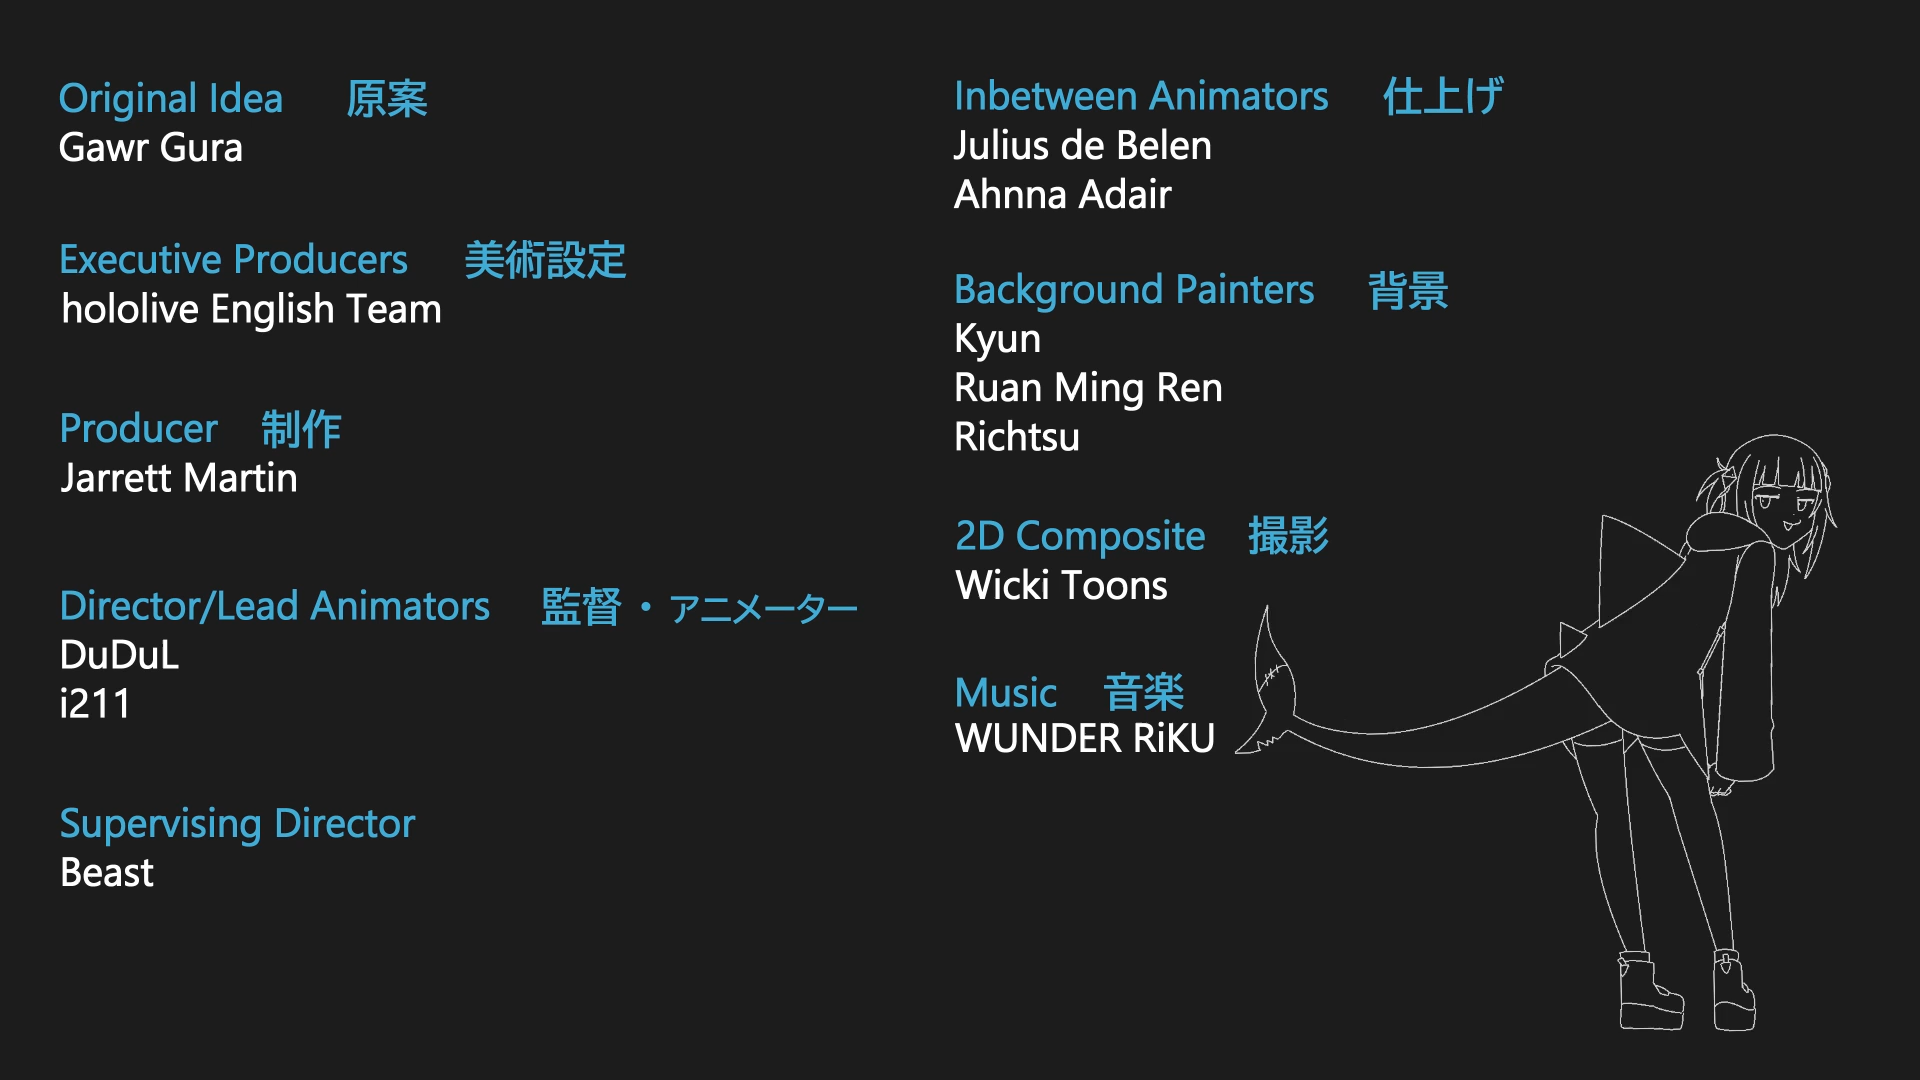 Original Idea 原案
Gawr Gura
Executive Producers 美術設定
hololive English Team
Producer 制作
Jarrett Martin
Director/Lead Animators 監督・アニメーター
DuDuL
i211
Supervising Director
Beast
Inbetween Animators 仕上げ
Julius de Belen
Ahnna Adair
Background Painters 背景
Kyun
Ruan Ming Ren
Richtsu
2D Composite 撮影
Wicki Toons
Music 音楽
WUNDER RiKU